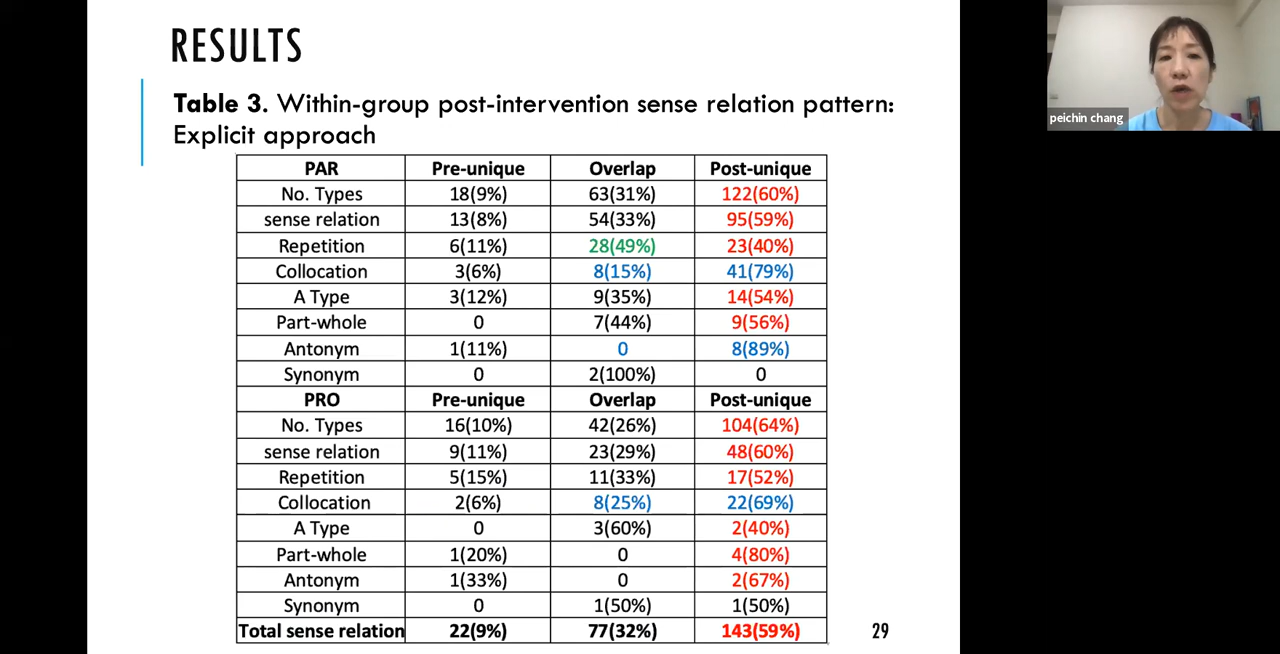 RESULTS
Table 3. Within-group post-intervention sense relation pattern:
Explicit approach
PAR Pre-unique Overlap Post-unique
No. Types 18(9%) 63(31%) 122(60%)
sense relation 13(8%) 54(33%) 95(59%)
Repetition 6(11%) 28(49%) 23(40%)
Collocation 3(6%) 8(15%) 41(79%)
A Type 3(12%) 9(35%) 14(54%)
Part-whole 0 7(44%) 9(56%)
Antonym 1(11%) 0 8(89%)
Synonym 0 2(100%) 0
PRO Pre-unique Overlap Post-unique
No. Types 16(10%) 42(26%) 104(64%)
sense relation 9(11%) 23(29%) 48(60%)
Repetition 5(15%) 11(33%) 17(52%)
Collocation 2(6%) 8(25%) 22(69%)
A Type 0 3(60%) 2(40%)
Part-whole 1(20%) 0 4(80%)
Antonym 1(33%) 0 2(67%)
Synonym 0 1(50%) 1(50%)
Total sense relation 22(9%) 77(32%) 143(59%)
29
peichin chang